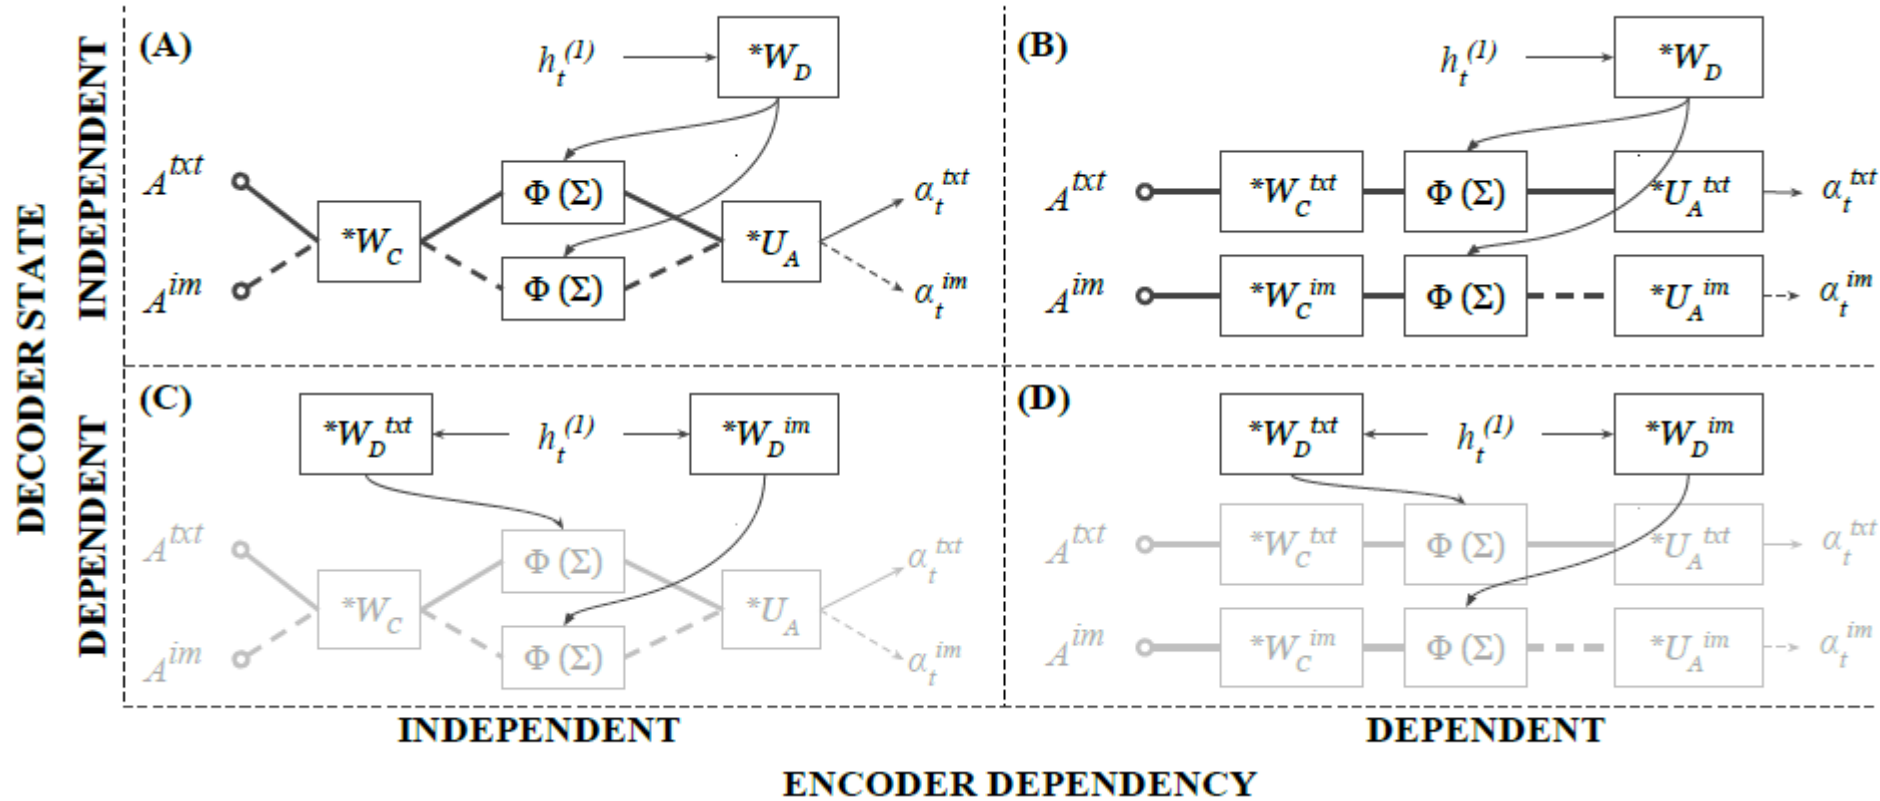 DECODER STATE
INDEPENDENT
DEPENDENT
(A)
h_t^(1)
*W_D
A^txt
A^im
*W_C
Φ (Σ)
Φ (Σ)
*U_A
α_t^txt
α_t^im
(B)
h_t^(1)
*W_D
A^txt
*W_C^txt
Φ (Σ)
*U_A^txt
α_t^txt
A^im
*W_C^im
Φ (Σ)
*U_A^im
α_t^im
(C)
*W_D^txt
h_t^(1)
*W_D^im
A^txt
A^im
*W_C
Φ (Σ)
Φ (Σ)
*U_A
α_t^txt
α_t^im
(D)
*W_D^txt
h_t^(1)
*W_D^im
A^txt
*W_C^txt
Φ (Σ)
*U_A^txt
α_t^txt
A^im
*W_C^im
Φ (Σ)
*U_A^im
α_t^im
INDEPENDENT
DEPENDENT
ENCODER DEPENDENCY